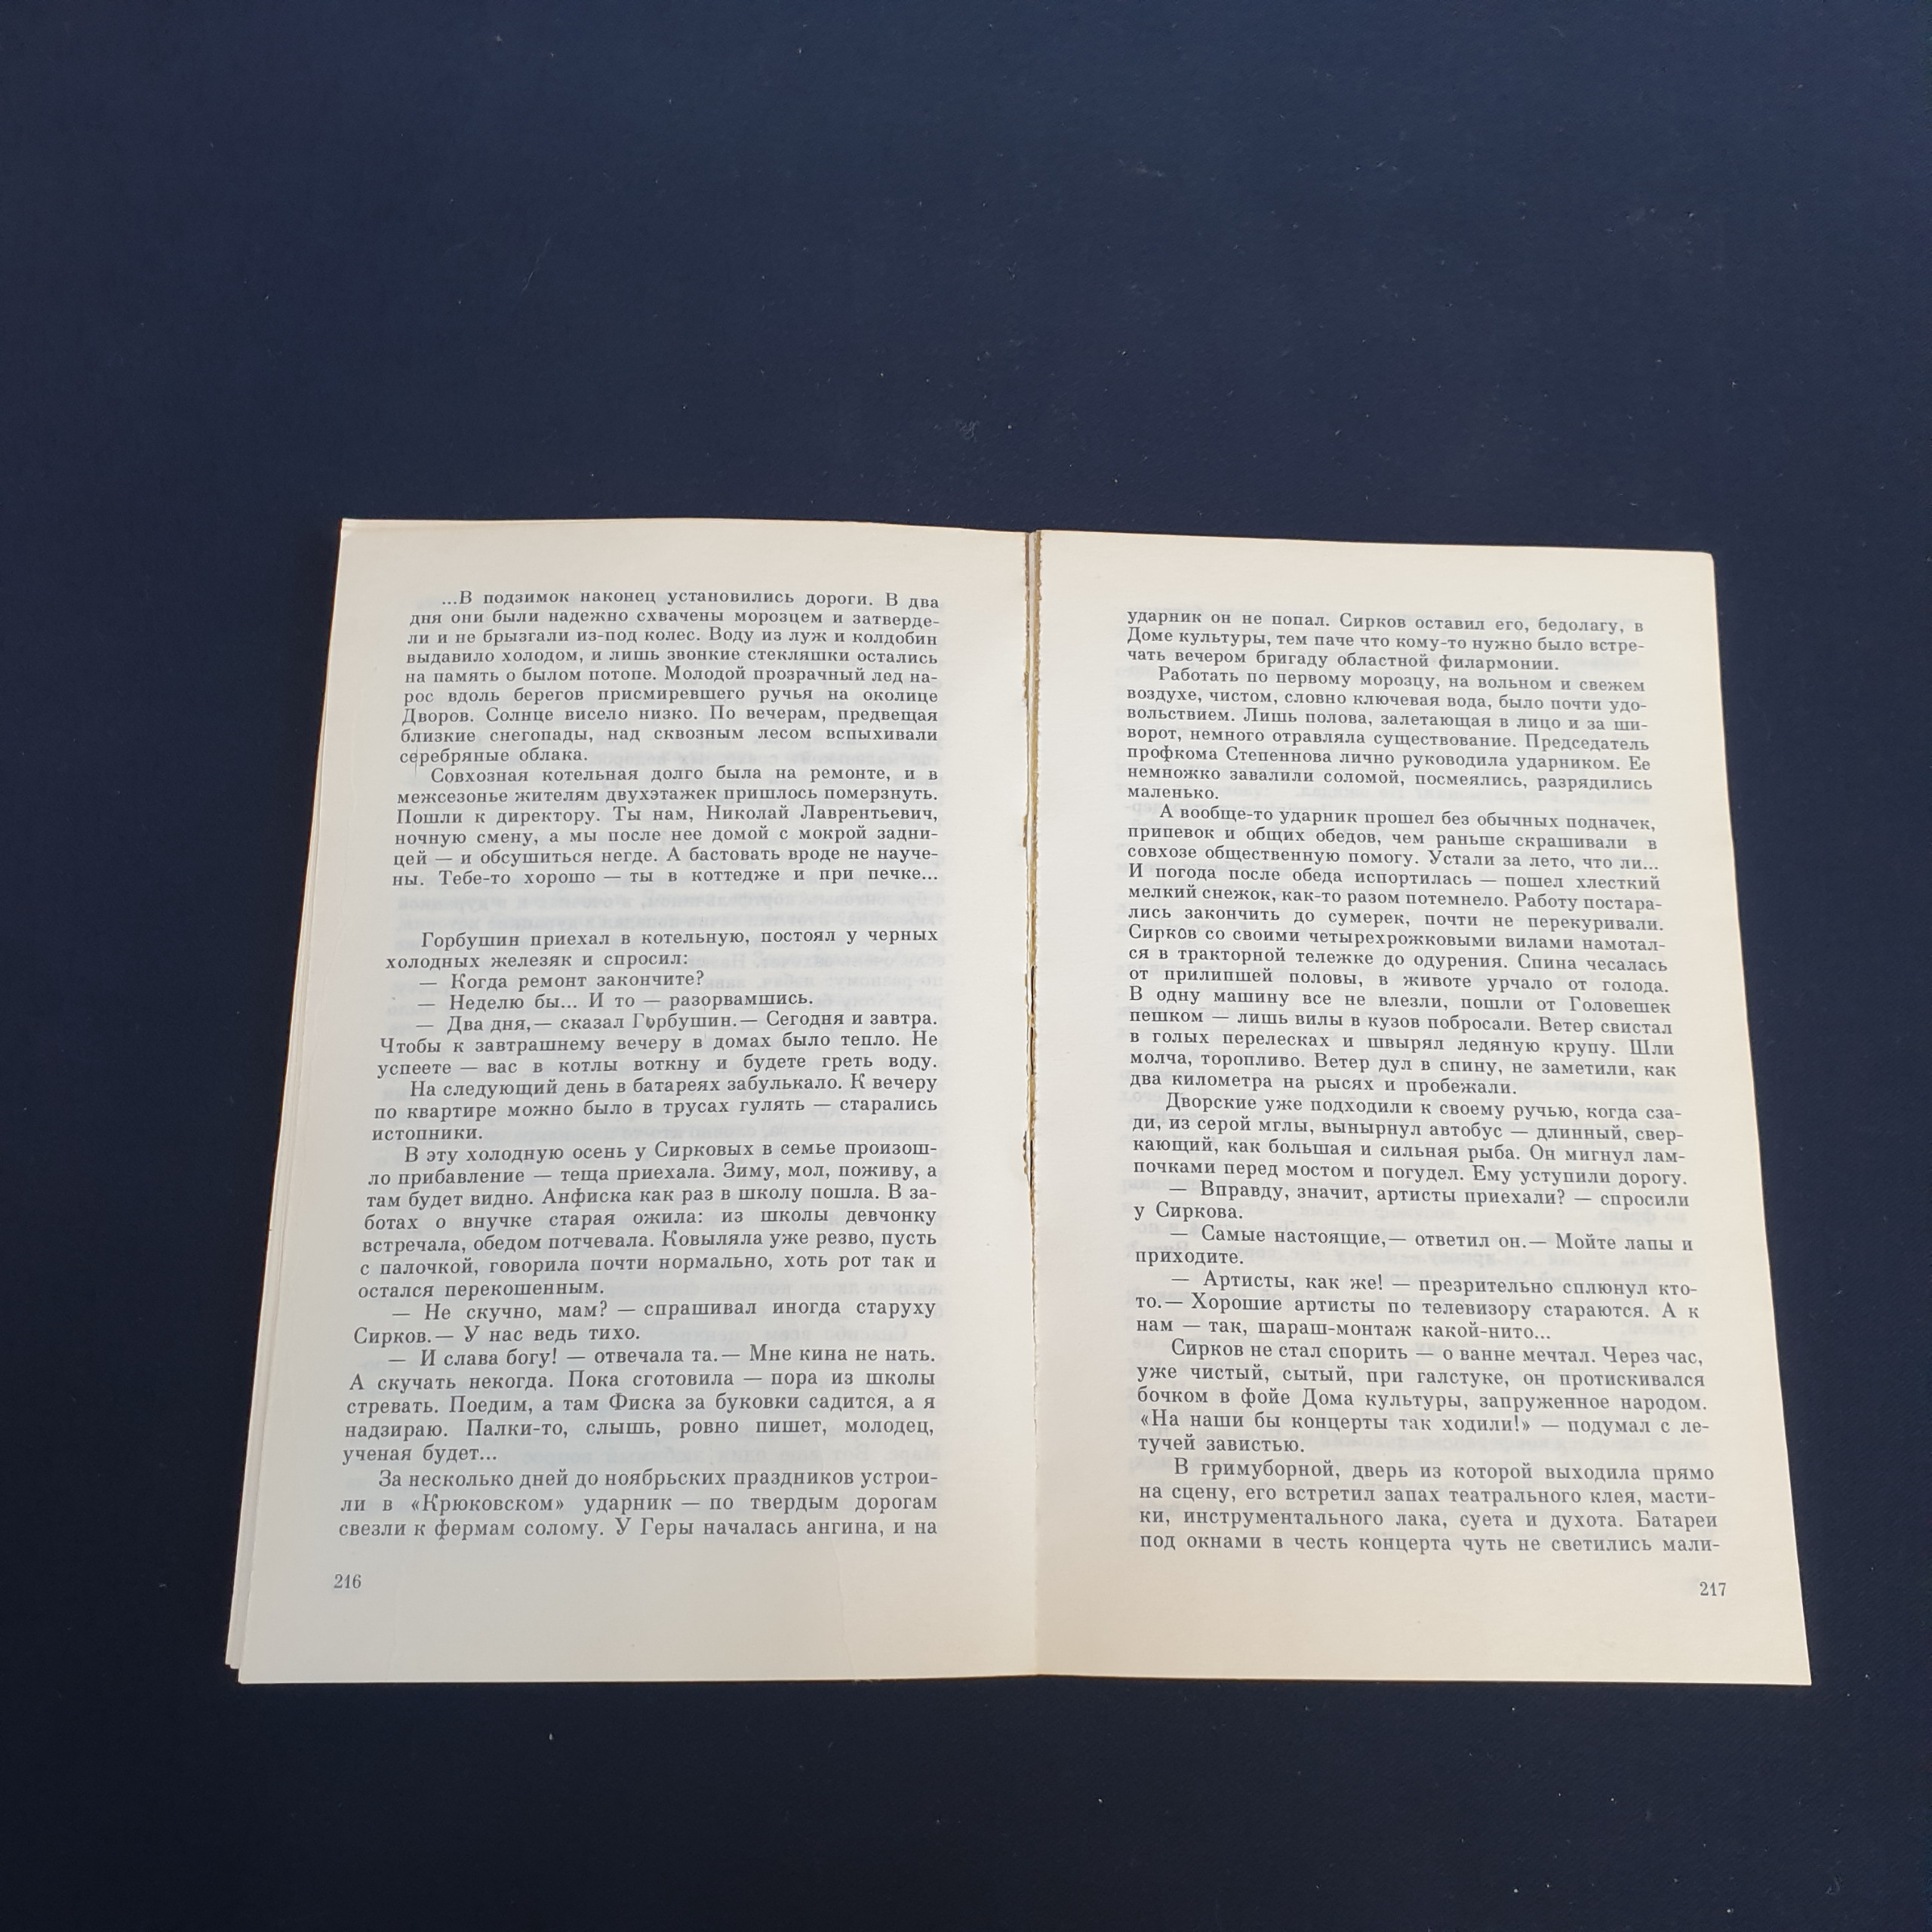 ...В подзимок наконец установились дороги. В два
дня они были надежно схвачены морозцем и затверде-
ли и не брызгали из-под колес. Воду из луж и колдобин
выдавило холодом, и лишь звонкие стекляшки остались
на память о былом потопе. Молодой прозрачный лед на-
рос вдоль берегов присмиревшего ручья на околице
Дворов. Солнце висело низко. По вечерам, предвещая
близкие снегопады, над сквозным лесом вспыхивали
серебряные облака.
Совхозная котельная долго была на ремонте, и в
межсезонье жителям двухэтажек пришлось померзнуть.
Пошли к директору. Ты нам, Николай Лаврентьевич,
ночную смену, а мы после нее домой с мокрой задни-
цей — и обсушиться негде. А бастовать вроде не науче-
ны. Тебе-то хорошо — ты в коттедже и при печке...
Горбушин приехал в котельную, постоял у черных
холодных железяк и спросил:
— Когда ремонт закончите?
— Неделю бы... И то — разорвамшись.
— Два дня,— сказал Горбушин.— Сегодня и завтра.
Чтобы к завтрашнему вечеру в домах было тепло. Не
успеете — вас в котлы воткну и будете греть воду.
На следующий день в батареях забулькало. К вечеру
по квартире можно было в трусах гулять — старались
истопники.
В эту холодную осень у Сирковых в семье произош-
ло прибавление — теща приехала. Зиму, мол, поживу, а
там будет видно. Анфиска как раз в школу пошла. В за-
ботах о внучке старая ожила: из школы девчонку
встречала, обедом потчевала. Ковыляла уже резво, пусть
с палочкой, говорила почти нормально, хоть рот так и
остался перекошенным.
— Не скучно, мам? — спрашивал иногда старуху
Сирков.— У нас ведь тихо.
— И слава богу! — отвечала та.— Мне кина не нать.
А скучать некогда. Пока сготовила — пора из школы
стревать. Поедим, а там Фиска за буковки садится, а я
надзираю. Палки-то, слышь, ровно пишет, молодец,
ученая будет...
За несколько дней до ноябрьских праздников устрои-
ли в «Крюковском» ударник — по твердым дорогам
свезли к фермам солому. У Геры началась ангина, и на
216
ударник он не попал. Сирков оставил его, бедолагу, в
Доме культуры, тем паче что кому-то нужно было встре-
чать вечером бригаду областной филармонии.
Работать по первому морозцу, на вольном и свежем
воздухе, чистом, словно ключевая вода, было почти удо-
вольствием. Лишь полова, залетающая в лицо и за ши-
ворот, немного отравляла существование. Председатель
профкома Степеннова лично руководила ударником. Ее
немножко завалили соломой, посмеялись, разрядились
маленько.
А вообще-то ударник прошел без обычных подначек,
припевок и общих обедов, чем раньше скрашивали в
совхозе общественную помогу. Устали за лето, что ли...
И погода после обеда испортилась — пошел хлесткий
мелкий снежок, как-то разом потемнело. Работу постара-
лись закончить до сумерек, почти не перекуривали.
Сирков со своими четырехрожковыми вилами намотал-
ся в тракторной тележке до одурения. Спина чесалась
от прилипшей половы, в животе урчало от голода.
В одну машину все не влезли, пошли от Головешек
пешком — лишь вилы в кузов побросали. Ветер свистал
в голых перелесках и швырял ледяную крупу. Шли
молча, торопливо. Ветер дул в спину, не заметили, как
два километра на рысях и пробежали.
Дворские уже подходили к своему ручью, когда сза-
ди, из серой мглы, вынырнул автобус — длинный, свер-
кающий, как большая и сильная рыба. Он мигнул лам-
почками перед мостом и погудел. Ему уступили дорогу.
— Вправду, значит, артисты приехали? — спросили
у Сиркова.
— Самые настоящие,— ответил он.— Мойте лапы и
приходите.
— Артисты, как же! — презрительно сплюнул кто-
то.— Хорошие артисты по телевизору стараются. А к
нам — так, шараш-монтаж какой-нито...
Сирков не стал спорить — о ванне мечтал. Через час,
уже чистый, сытый, при галстуке, он протискивался
бочком в фойе Дома культуры, запруженное народом.
«На наши бы концерты так ходили!» — подумал с ле-
тучей завистью.
В гримуборной, дверь из которой выходила прямо
на сцену, его встретил запах театрального клея, масти-
ки, инструментального лака, суета и духота. Батареи
под окнами в честь концерта чуть не светились мали-
217